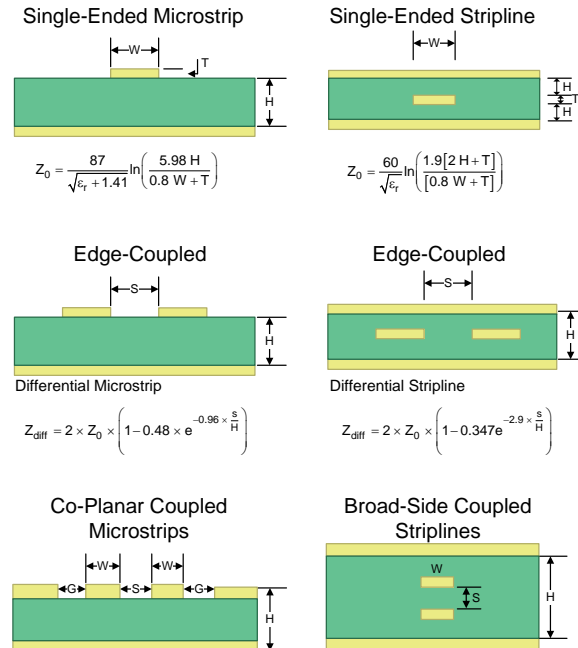 Single-Ended Microstrip
W
T
H
Z₀ = 87 / √(εᵣ + 1.41) ln(5.98 H / 0.8 W + T)
Single-Ended Stripline
W
H
T
H
Z₀ = 60 / √εᵣ ln(1.9[2 H + T] / [0.8 W + T])
Edge-Coupled
S
H
Differential Microstrip
Z_diff = 2 × Z₀ × (1 − 0.48 × e^(−0.96 × s/H))
Edge-Coupled
S
H
Differential Stripline
Z_diff = 2 × Z₀ × (1 − 0.347e^(−2.9 × s/H))
Co-Planar Coupled
Microstrips
W
W
G
S
G
H
Broad-Side Coupled
Striplines
W
S
H